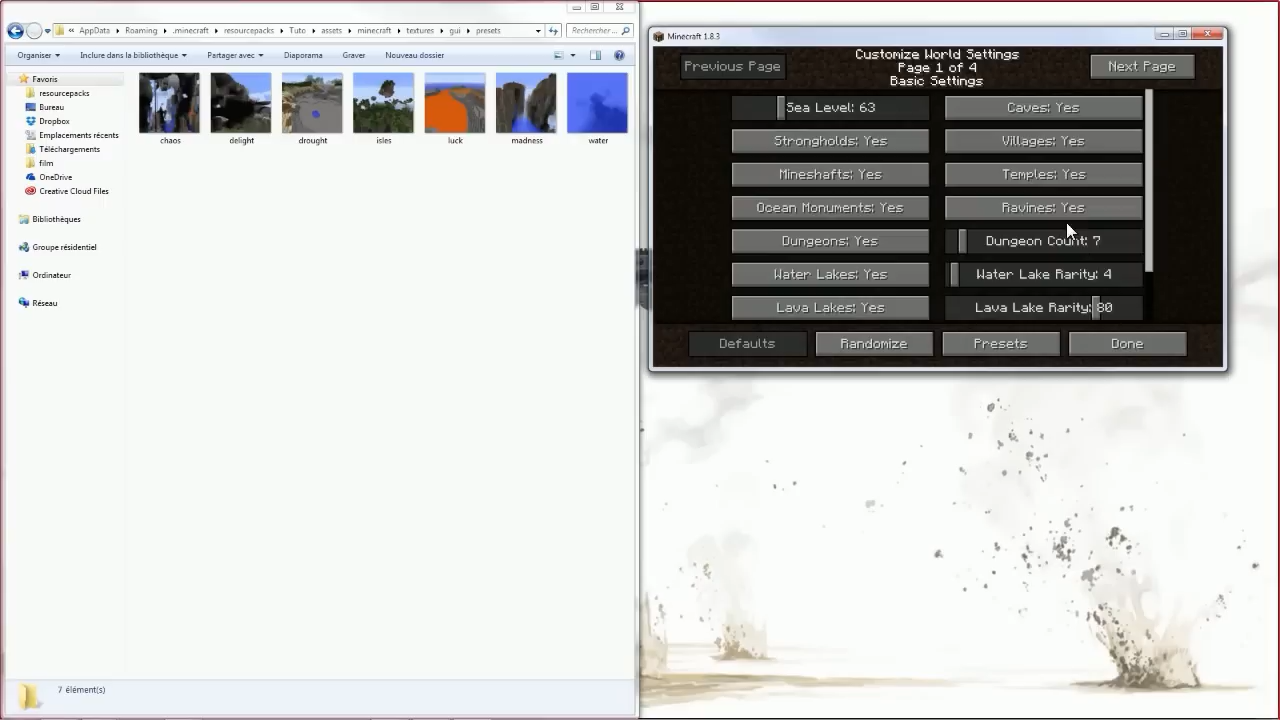 AppData ▸ Roaming ▸ .minecraft ▸ resourcepacks ▸ Tuto ▸ assets ▸ minecraft ▸ textures ▸ gui ▸ presets
Rechercher...
Organiser
Inclure dans la bibliothèque
Partager avec
Diaporama
Graver
Nouveau dossier
Favoris
resourcepacks
Bureau
Dropbox
Emplacements récents
Téléchargements
film
OneDrive
Creative Cloud Files
Bibliothèques
Groupe résidentiel
Ordinateur
Réseau
chaos
delight
drought
isles
luck
madness
water
7 élément(s)
Minecraft 1.8.3
Previous Page
Customize World Settings
Page 1 of 4
Basic Settings
Next Page
Sea Level: 63
Caves: Yes
Strongholds: Yes
Villages: Yes
Mineshafts: Yes
Temples: Yes
Ocean Monuments: Yes
Ravines: Yes
Dungeons: Yes
Dungeon Count: 7
Water Lakes: Yes
Water Lake Rarity: 4
Lava Lakes: Yes
Lava Lake Rarity: 80
Defaults
Randomize
Presets
Done